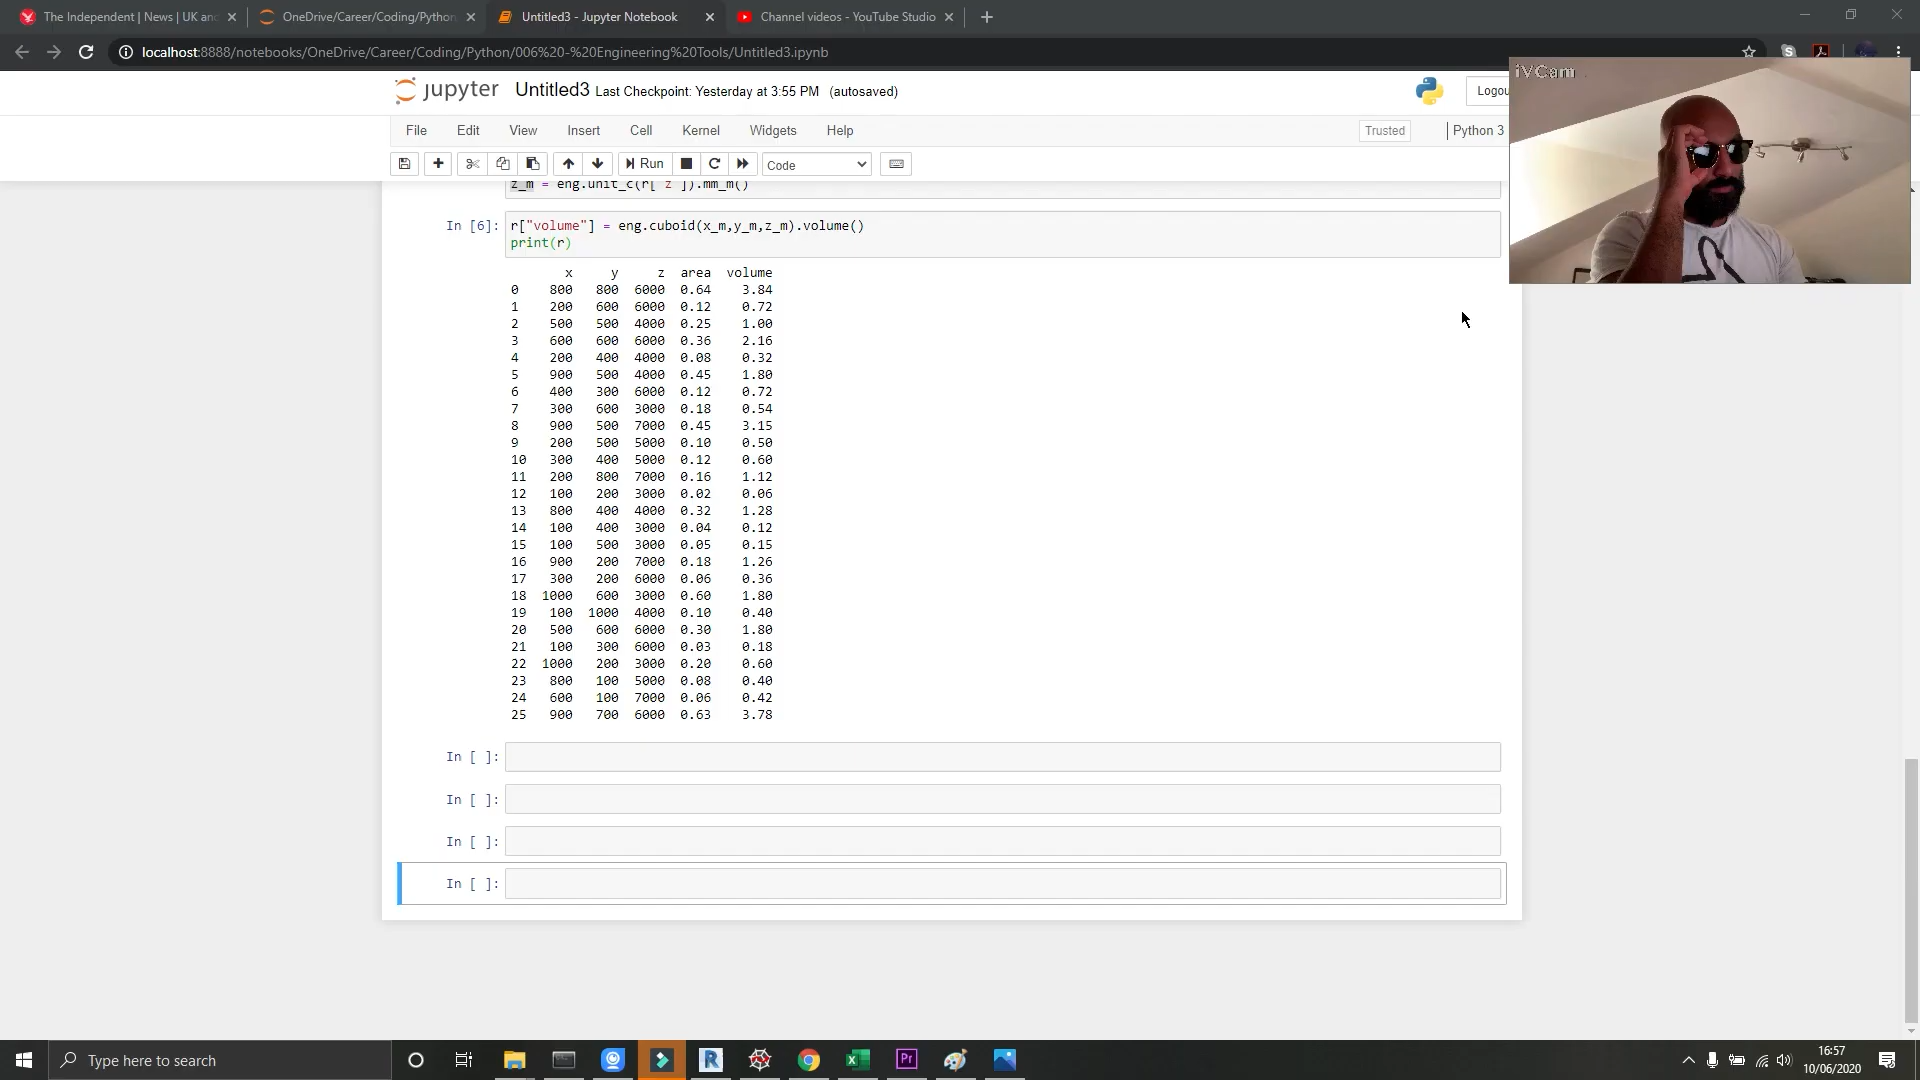 The Independent | News | UK and
OneDrive/Career/Coding/Python
Untitled3 - Jupyter Notebook
Channel videos - YouTube Studio
localhost:8888/notebooks/OneDrive/Career/Coding/Python/006%20-%20Engineering%20Tools/Untitled3.ipynb
iVCam
jupyter Untitled3 Last Checkpoint: Yesterday at 3:55 PM (autosaved)
Logou
File Edit View Insert Cell Kernel Widgets Help
Trusted Python 3
Run Code
z_m = eng.unit_c(r["z"]).mm_m()
In [6]: r["volume"] = eng.cuboid(x_m,y_m,z_m).volume()
print(r)
x y z area volume
0 800 800 6000 0.64 3.84
1 200 600 6000 0.12 0.72
2 500 500 4000 0.25 1.00
3 600 600 6000 0.36 2.16
4 200 400 4000 0.08 0.32
5 900 500 4000 0.45 1.80
6 400 300 6000 0.12 0.72
7 300 600 3000 0.18 0.54
8 900 500 7000 0.45 3.15
9 200 500 5000 0.10 0.50
10 300 400 5000 0.12 0.60
11 200 800 7000 0.16 1.12
12 100 200 3000 0.02 0.06
13 800 400 4000 0.32 1.28
14 100 400 3000 0.04 0.12
15 100 500 3000 0.05 0.15
16 900 200 7000 0.18 1.26
17 300 200 6000 0.06 0.36
18 1000 600 3000 0.60 1.80
19 100 1000 4000 0.10 0.40
20 500 600 6000 0.30 1.80
21 100 300 6000 0.03 0.18
22 1000 200 3000 0.20 0.60
23 800 100 5000 0.08 0.40
24 600 100 7000 0.06 0.42
25 900 700 6000 0.63 3.78
In [ ]:
In [ ]:
In [ ]:
In [ ]:
Type here to search
16:57
10/06/2020